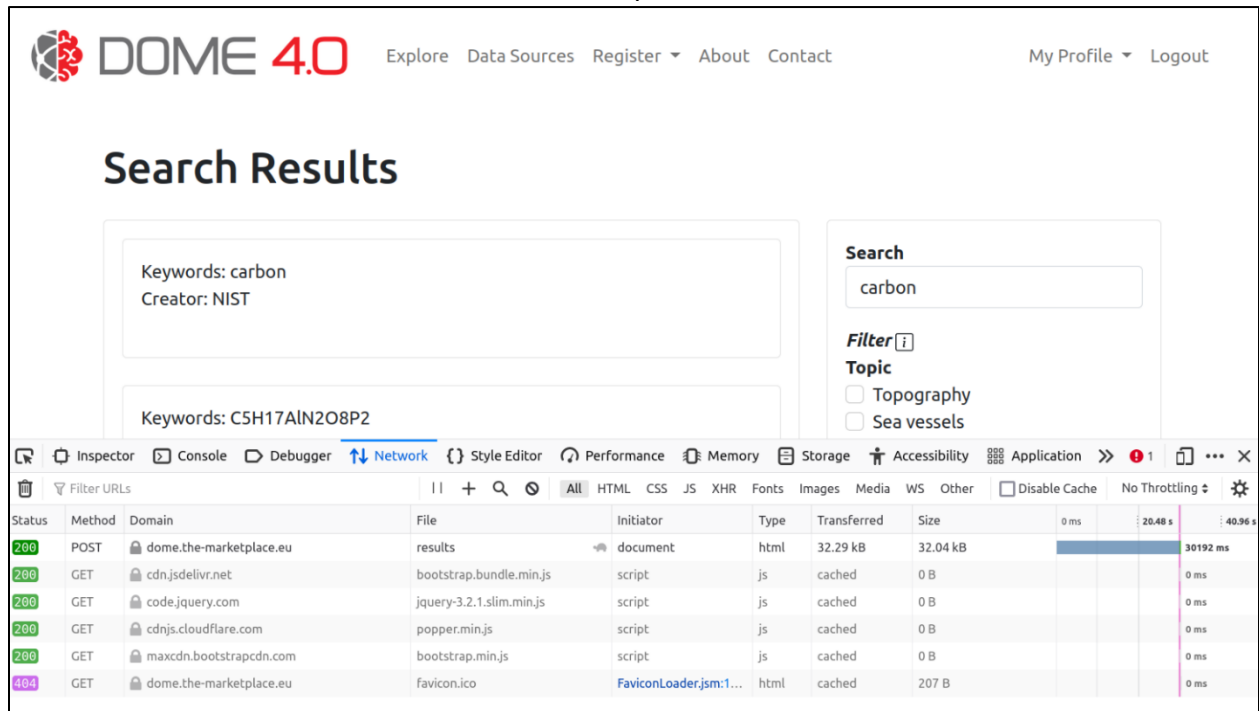 DOME 4.0 Explore Data Sources Register About Contact My Profile Logout
Search Results
Keywords: carbon
Creator: NIST
Keywords: C5H17AlN2O8P2
Search
carbon
Filter i
Topic
Topography
Sea vessels
Inspector Console Debugger Network {} Style Editor Performance Memory Storage Accessibility Application 1
Filter URLs All HTML CSS JS XHR Fonts Images Media WS Other Disable Cache No Throttling
Status Method Domain File Initiator Type Transferred Size 0 ms 20.48 s 40.96 s
200 POST dome.the-marketplace.eu results document html 32.29 kB 32.04 kB 30192 ms
200 GET cdn.jsdelivr.net bootstrap.bundle.min.js script js cached 0 B 0 ms
200 GET code.jquery.com jquery-3.2.1.slim.min.js script js cached 0 B 0 ms
200 GET cdnjs.cloudflare.com popper.min.js script js cached 0 B 0 ms
200 GET maxcdn.bootstrapcdn.com bootstrap.min.js script js cached 0 B 0 ms
404 GET dome.the-marketplace.eu favicon.ico FaviconLoader.jsm:1... html cached 207 B 0 ms